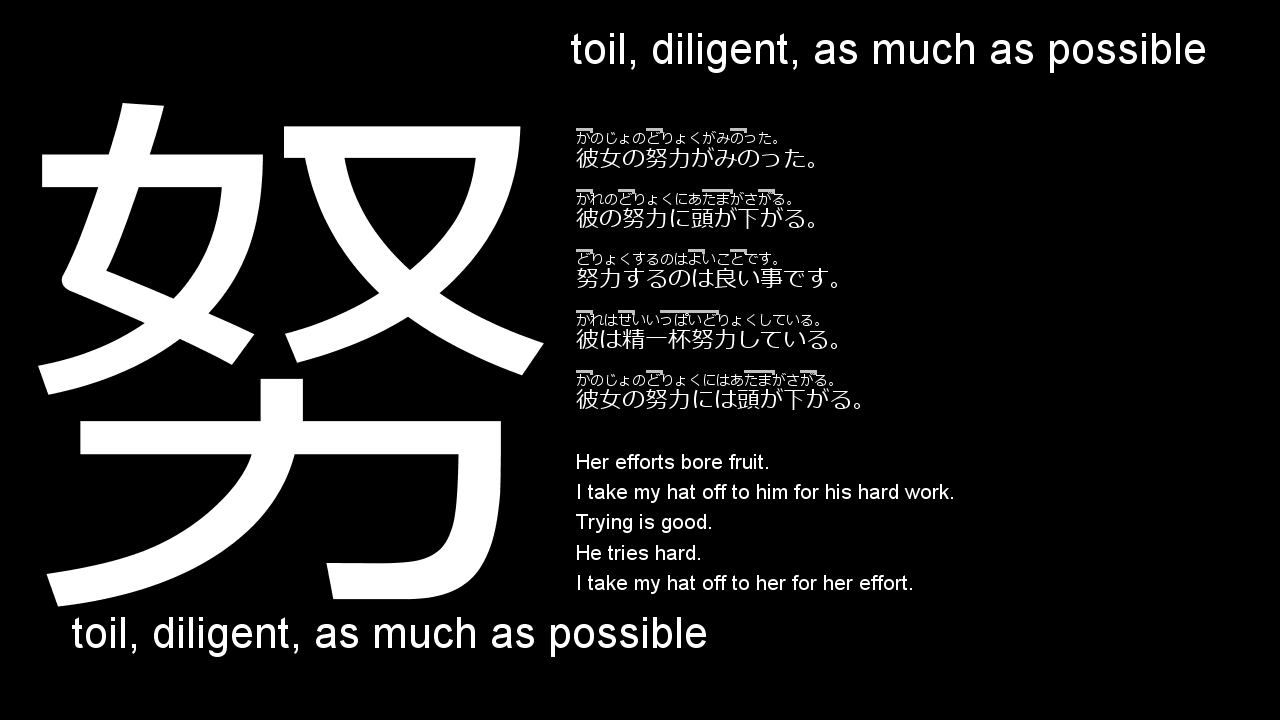 toil, diligent, as much as possible
努
かのじょのどりょくがみのった。
彼女の努力がみのった。
かれのどりょくにあたまがさがる。
彼の努力に頭が下がる。
どりょくするのはよいことです。
努力するのは良い事です。
かれはせいいっぱいどりょくしている。
彼は精一杯努力している。
かのじょのどりょくにはあたまがさがる。
彼女の努力には頭が下がる。
Her efforts bore fruit.
I take my hat off to him for his hard work.
Trying is good.
He tries hard.
I take my hat off to her for her effort.
toil, diligent, as much as possible